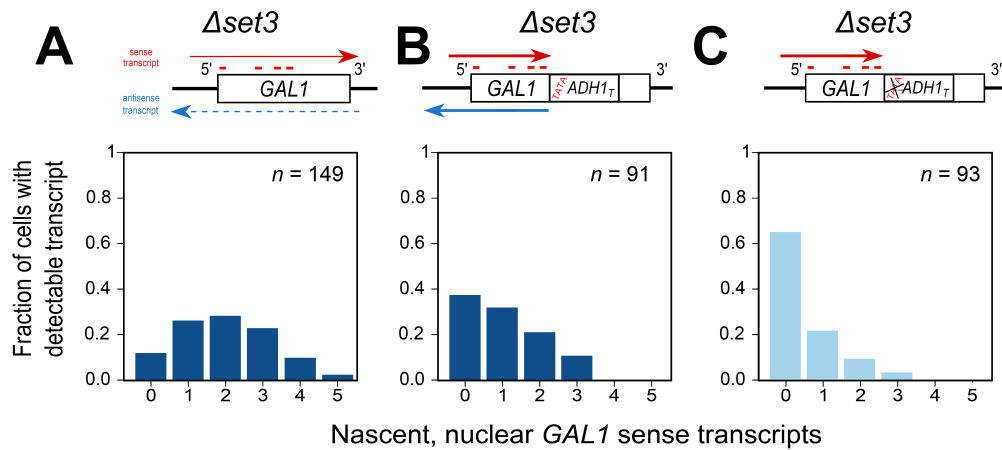 A
Δset3
sense
transcript
5'
3'
GAL1
antisense
transcript
B
Δset3
5'
3'
GAL1
TATA
ADH1T
C
Δset3
5'
3'
GAL1
TATA
ADH1T
Fraction of cells with
detectable transcript
1
0.8
0.6
0.4
0.2
0.0
n = 149
0 1 2 3 4 5
1
0.8
0.6
0.4
0.2
0.0
n = 91
0 1 2 3 4 5
1
0.8
0.6
0.4
0.2
0.0
n = 93
0 1 2 3 4 5
Nascent, nuclear GAL1 sense transcripts